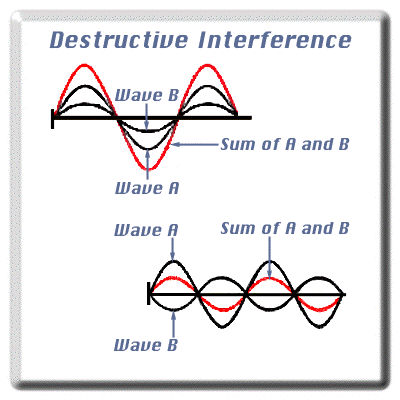 Destructive Interference
Wave B
Sum of A and B
Wave A
Wave A
Sum of A and B
Wave B